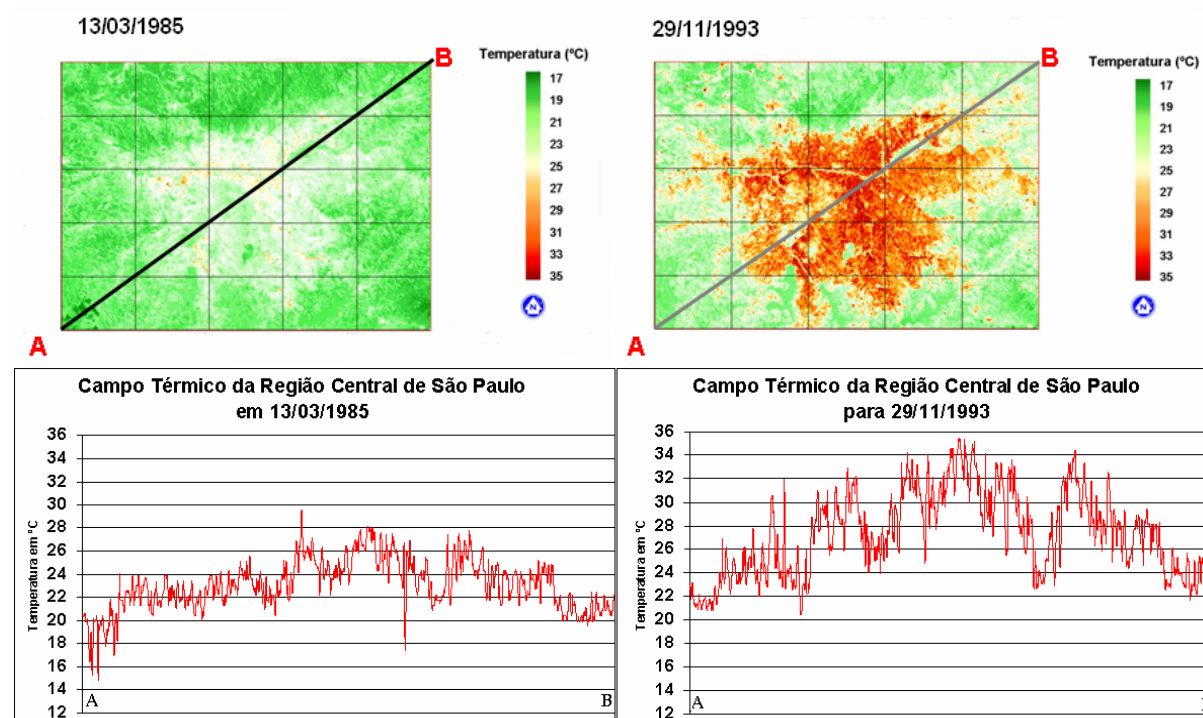 13/03/1985
Temperatura (ºC)
B
17
19
21
23
25
27
29
31
33
35
N
A
29/11/1993
Temperatura (ºC)
B
17
19
21
23
25
27
29
31
33
35
N
A
Campo Térmico da Região Central de São Paulo
em 13/03/1985
Temperatura em ºC
36
34
32
30
28
26
24
22
20
18
16
14
12
A
B
Campo Térmico da Região Central de São Paulo
para 29/11/1993
Temperatura em ºC
36
34
32
30
28
26
24
22
20
18
16
14
12
A